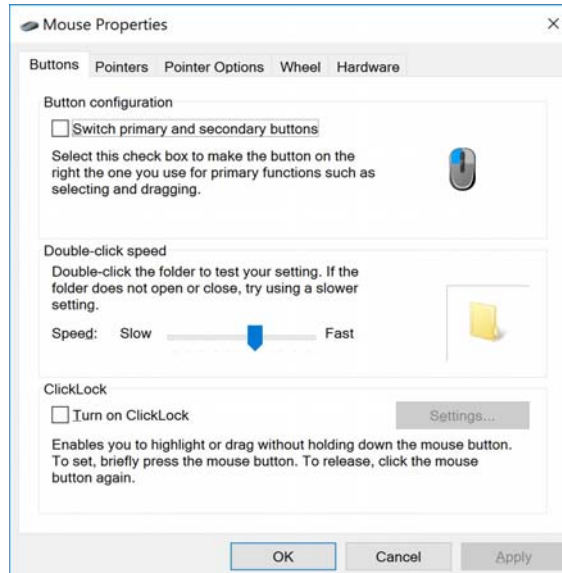 Mouse Properties
Buttons Pointers Pointer Options Wheel Hardware
Button configuration
Switch primary and secondary buttons
Select this check box to make the button on the
right the one you use for primary functions such as
selecting and dragging.
Double-click speed
Double-click the folder to test your setting. If the
folder does not open or close, try using a slower
setting.
Speed: Slow Fast
ClickLock
Turn on ClickLock Settings...
Enables you to highlight or drag without holding down the mouse button.
To set, briefly press the mouse button. To release, click the mouse
button again.
OK Cancel Apply